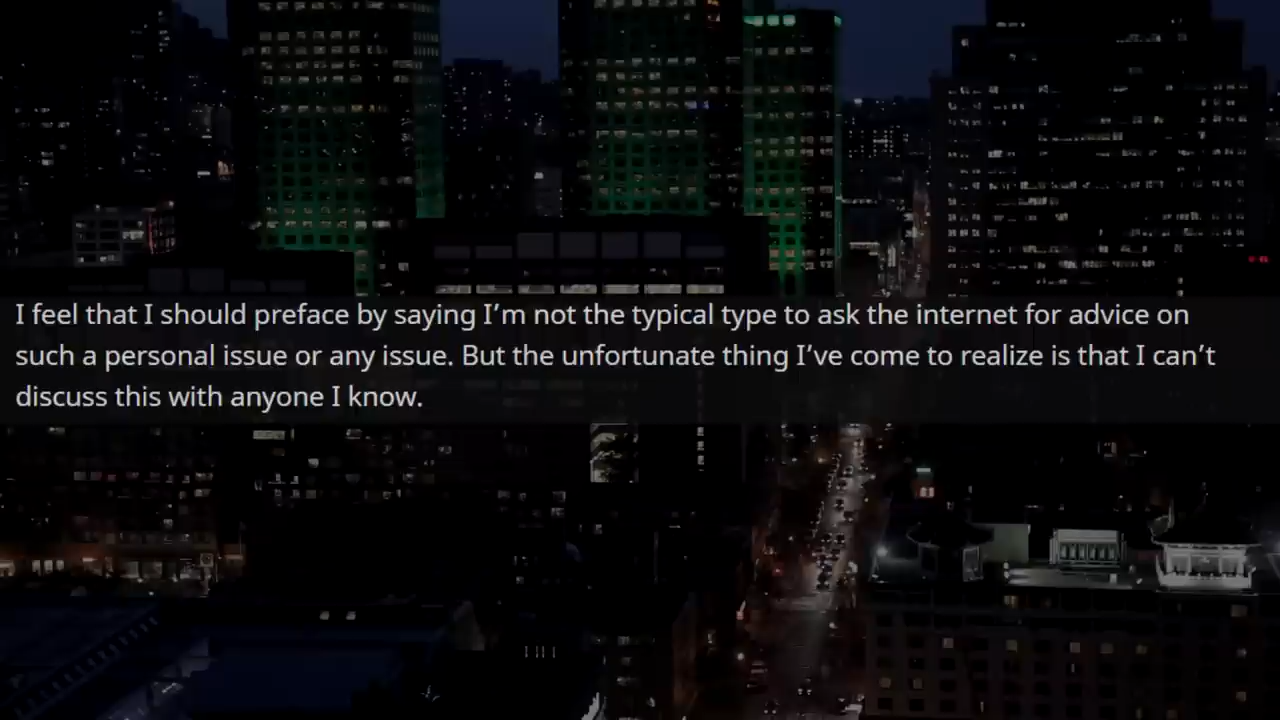 I feel that I should preface by saying I’m not the typical type to ask the internet for advice on
such a personal issue or any issue. But the unfortunate thing I’ve come to realize is that I can’t
discuss this with anyone I know.